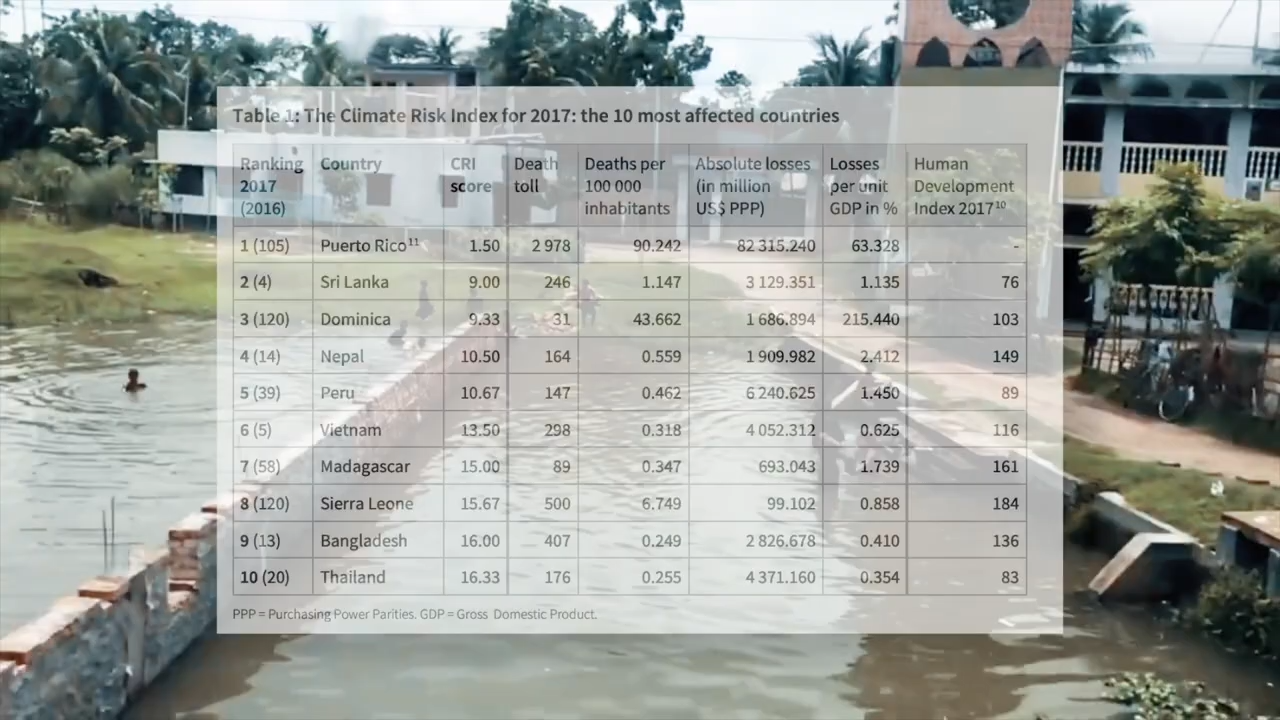 Table 1: The Climate Risk Index for 2017: the 10 most affected countries
Ranking 2017 (2016) Country CRI score Death toll Deaths per 100 000 inhabitants Absolute losses (in million US$ PPP) Losses per unit GDP in % Human Development Index 2017¹⁰
1 (105) Puerto Rico¹¹ 1.50 2 978 90.242 82 315.240 63.328 -
2 (4) Sri Lanka 9.00 246 1.147 3 129.351 1.135 76
3 (120) Dominica 9.33 31 43.662 1 686.894 215.440 103
4 (14) Nepal 10.50 164 0.559 1 909.982 2.412 149
5 (39) Peru 10.67 147 0.462 6 240.625 1.450 89
6 (5) Vietnam 13.50 298 0.318 4 052.312 0.625 116
7 (58) Madagascar 15.00 89 0.347 693.043 1.739 161
8 (120) Sierra Leone 15.67 500 6.749 99.102 0.858 184
9 (13) Bangladesh 16.00 407 0.249 2 826.678 0.410 136
10 (20) Thailand 16.33 176 0.255 4 371.160 0.354 83
PPP = Purchasing Power Parities. GDP = Gross Domestic Product.